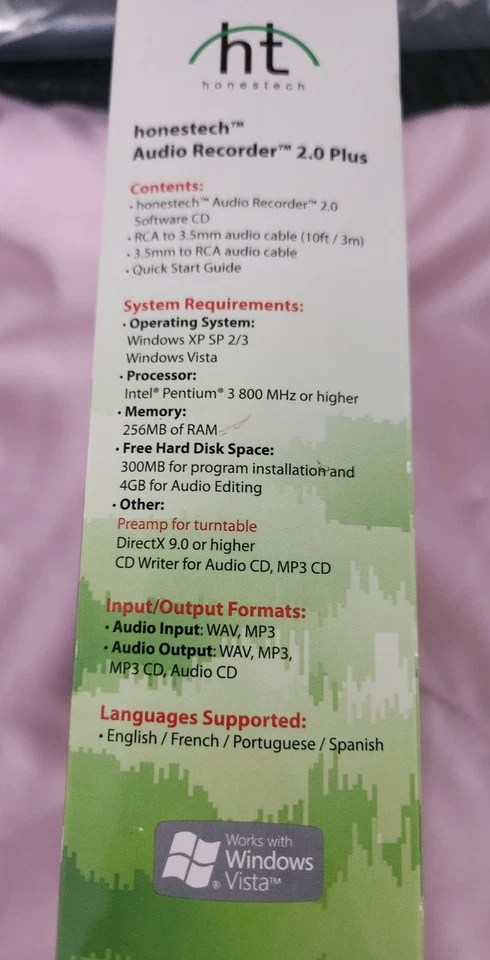 ht
honestech
honestech™
Audio Recorder™ 2.0 Plus
Contents:
• honestech™ Audio Recorder™ 2.0
Software CD
• RCA to 3.5mm audio cable (10ft / 3m)
• 3.5mm to RCA audio cable
• Quick Start Guide
System Requirements:
• Operating System:
Windows XP SP 2/3
Windows Vista
• Processor:
Intel® Pentium® 3 800 MHz or higher
• Memory:
256MB of RAM
• Free Hard Disk Space:
300MB for program installation and
4GB for Audio Editing
• Other:
Preamp for turntable
DirectX 9.0 or higher
CD Writer for Audio CD, MP3 CD
Input/Output Formats:
• Audio Input: WAV, MP3
• Audio Output: WAV, MP3,
MP3 CD, Audio CD
Languages Supported:
• English / French / Portuguese / Spanish
Works with
Windows
® Vista™